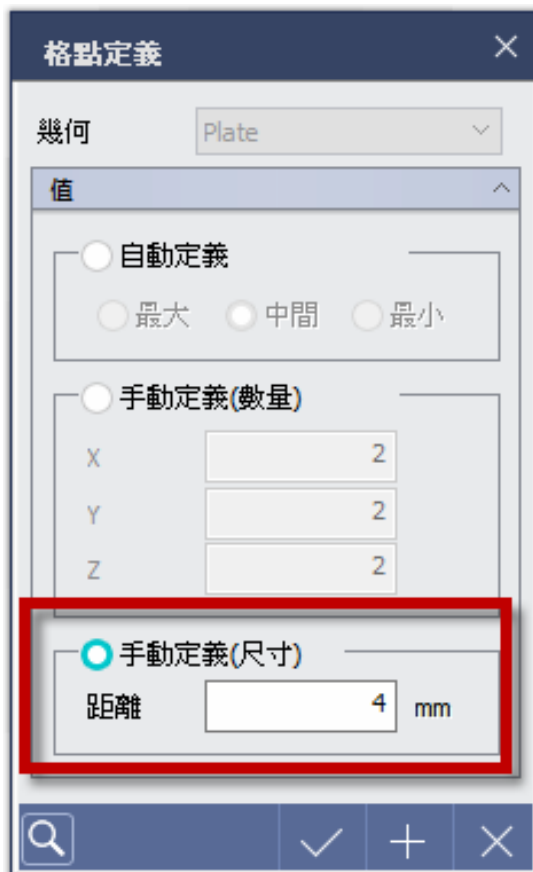 格點定義
幾何 Plate
值
自動定義
最大 中間 最小
手動定義(數量)
X 2
Y 2
Z 2
手動定義(尺寸)
距離 4 mm